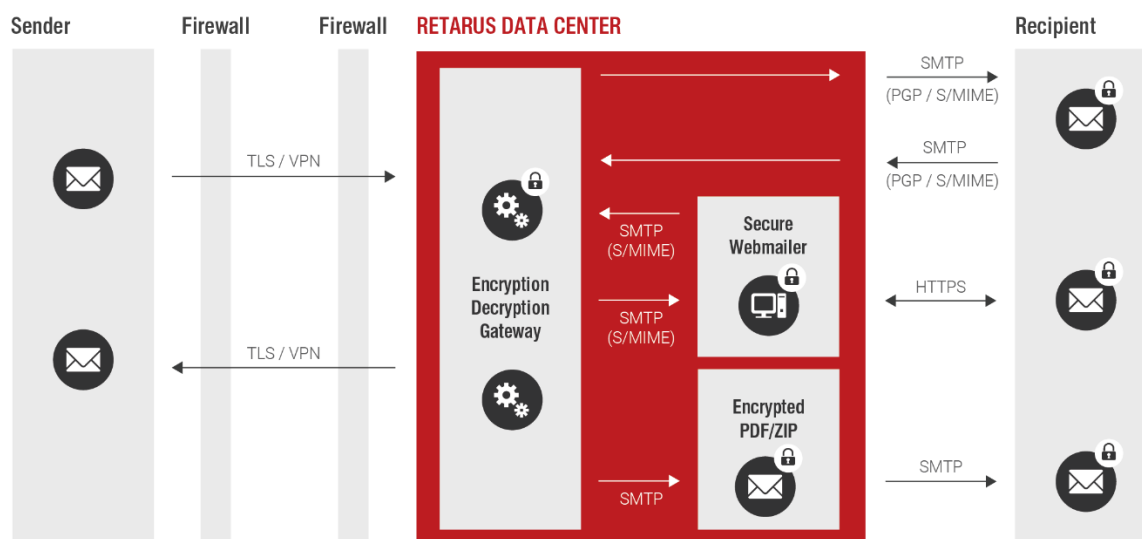 Sender
Firewall
Firewall
RETARUS DATA CENTER
Recipient
SMTP
(PGP / S/MIME)
TLS / VPN
SMTP
(PGP / S/MIME)
SMTP
(S/MIME)
Secure
Webmailer
Encryption
Decryption
Gateway
SMTP
(S/MIME)
HTTPS
TLS / VPN
Encrypted
PDF/ZIP
SMTP
SMTP